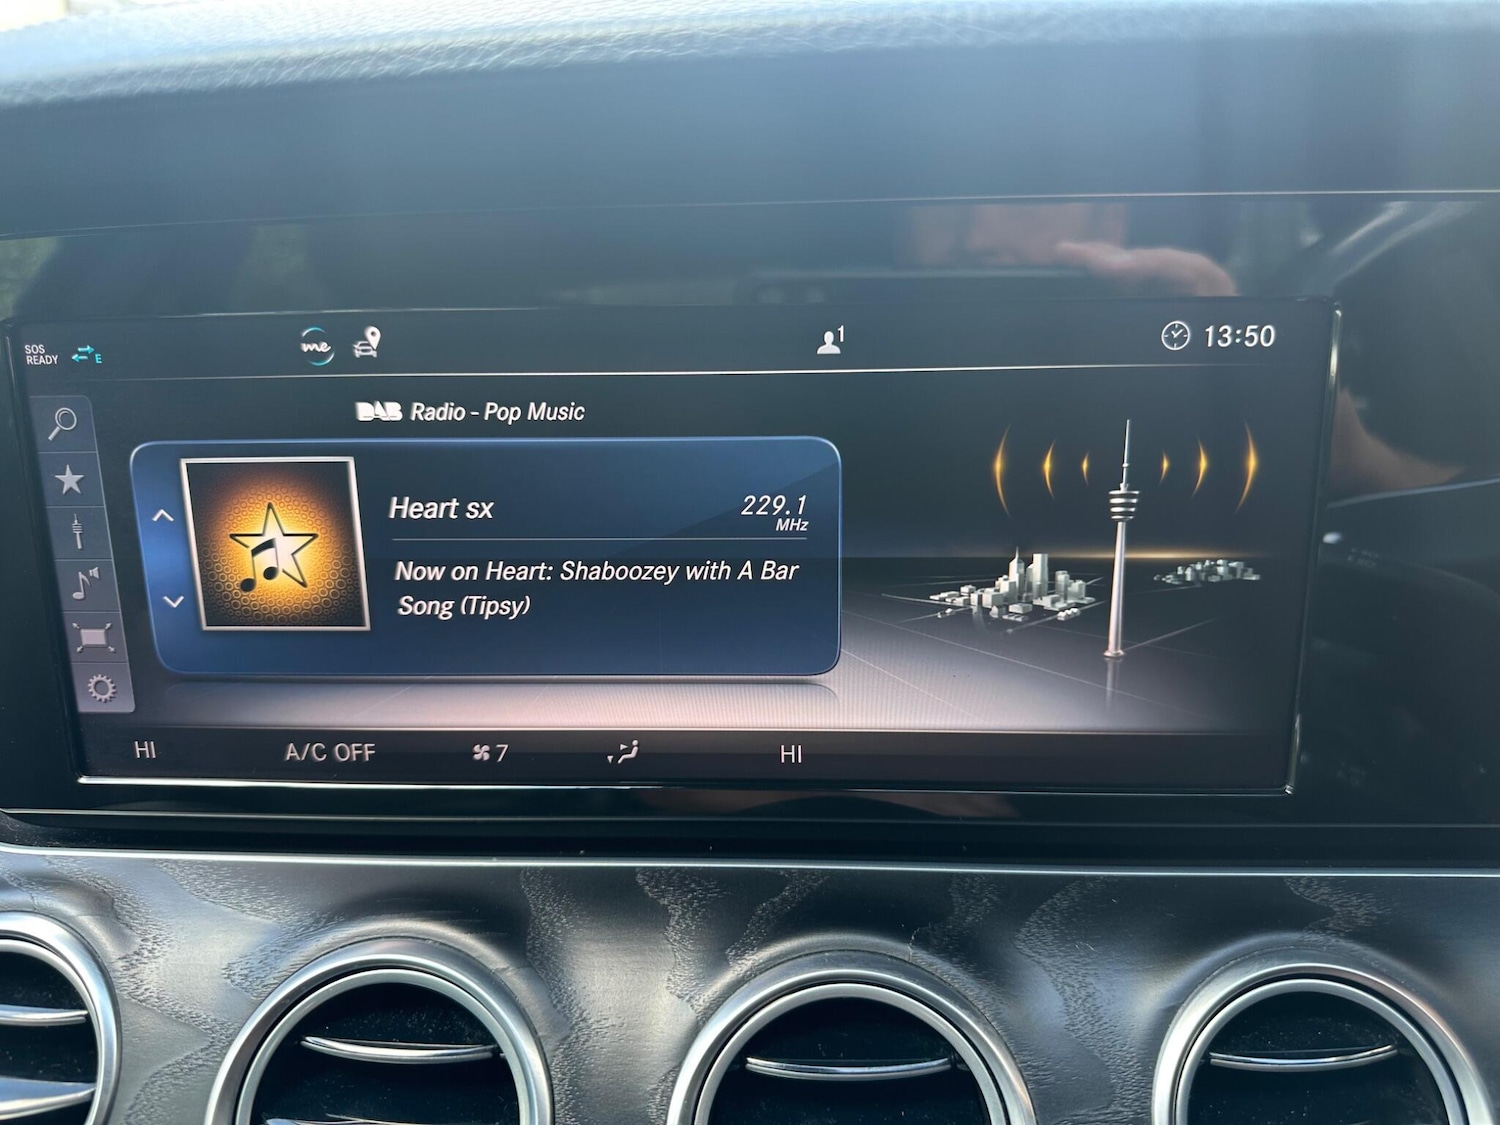 SOS
READY
E
me
1
13:50
DAB Radio - Pop Music
Heart sx
229.1
MHz
Now on Heart: Shaboozey with A Bar
Song (Tipsy)
HI
A/C OFF
7
HI